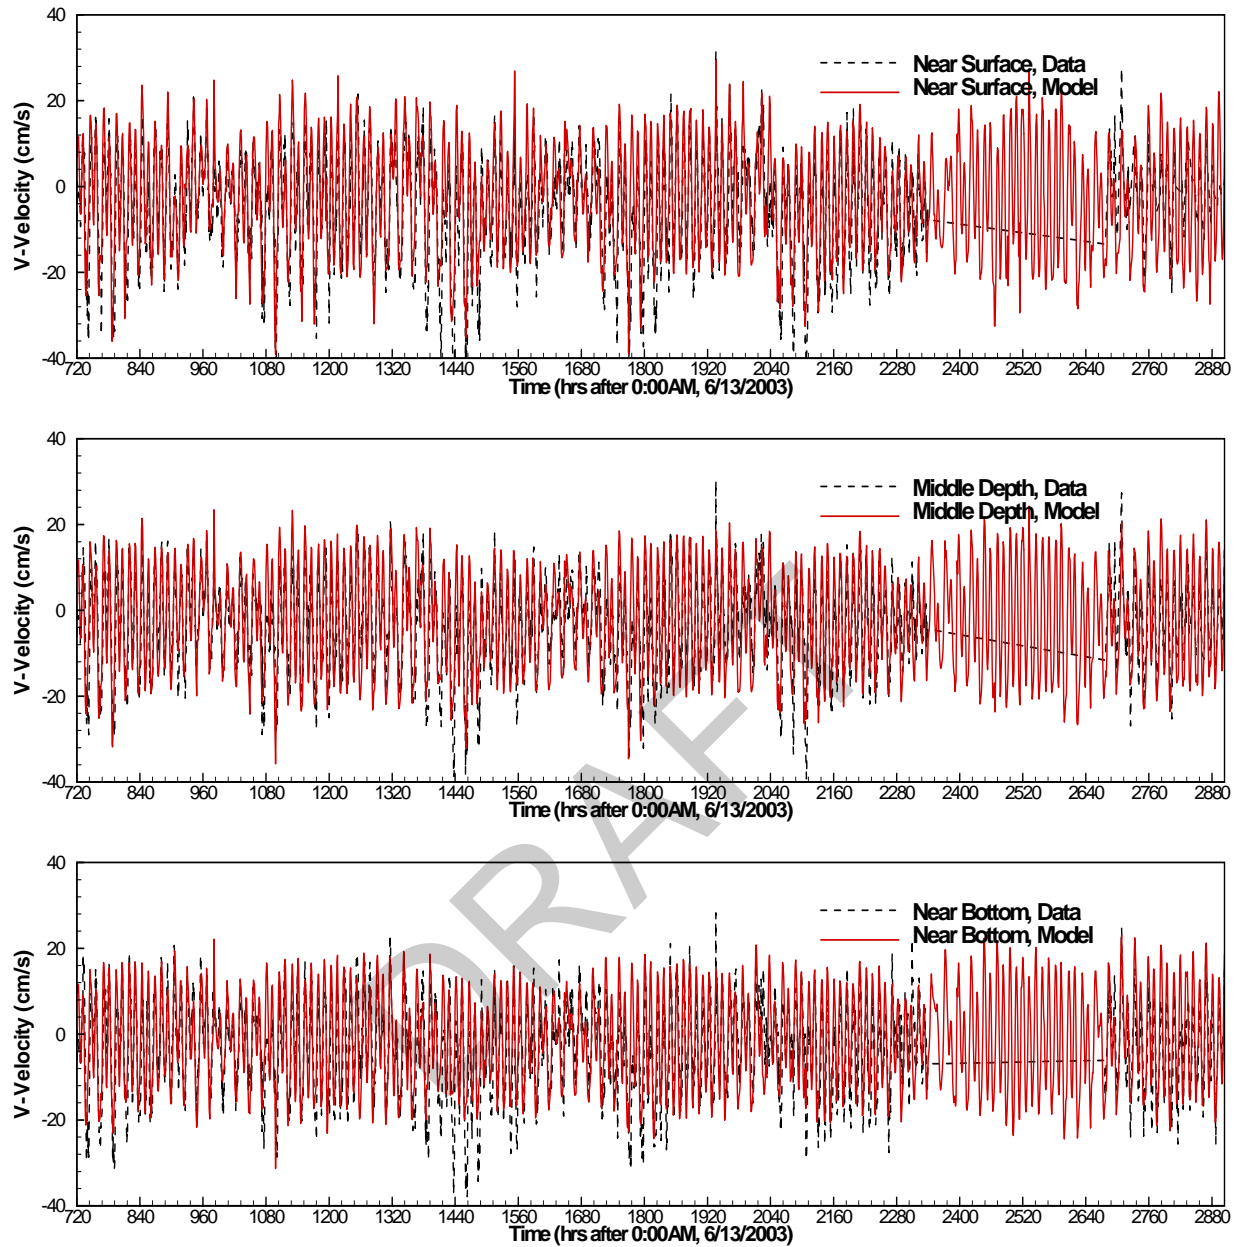 40
20
0
-20
-40
V-Velocity (cm/s)
Near Surface, Data
Near Surface, Model
720 840 960 1080 1200 1320 1440 1560 1680 1800 1920 2040 2160 2280 2400 2520 2640 2760 2880
Time (hrs after 0:00AM, 6/13/2003)
40
20
0
-20
-40
V-Velocity (cm/s)
Middle Depth, Data
Middle Depth, Model
720 840 960 1080 1200 1320 1440 1560 1680 1800 1920 2040 2160 2280 2400 2520 2640 2760 2880
Time (hrs after 0:00AM, 6/13/2003)
40
20
0
-20
-40
V-Velocity (cm/s)
Near Bottom, Data
Near Bottom, Model
720 840 960 1080 1200 1320 1440 1560 1680 1800 1920 2040 2160 2280 2400 2520 2640 2760 2880
Time (hrs after 0:00AM, 6/13/2003)
DRAFT